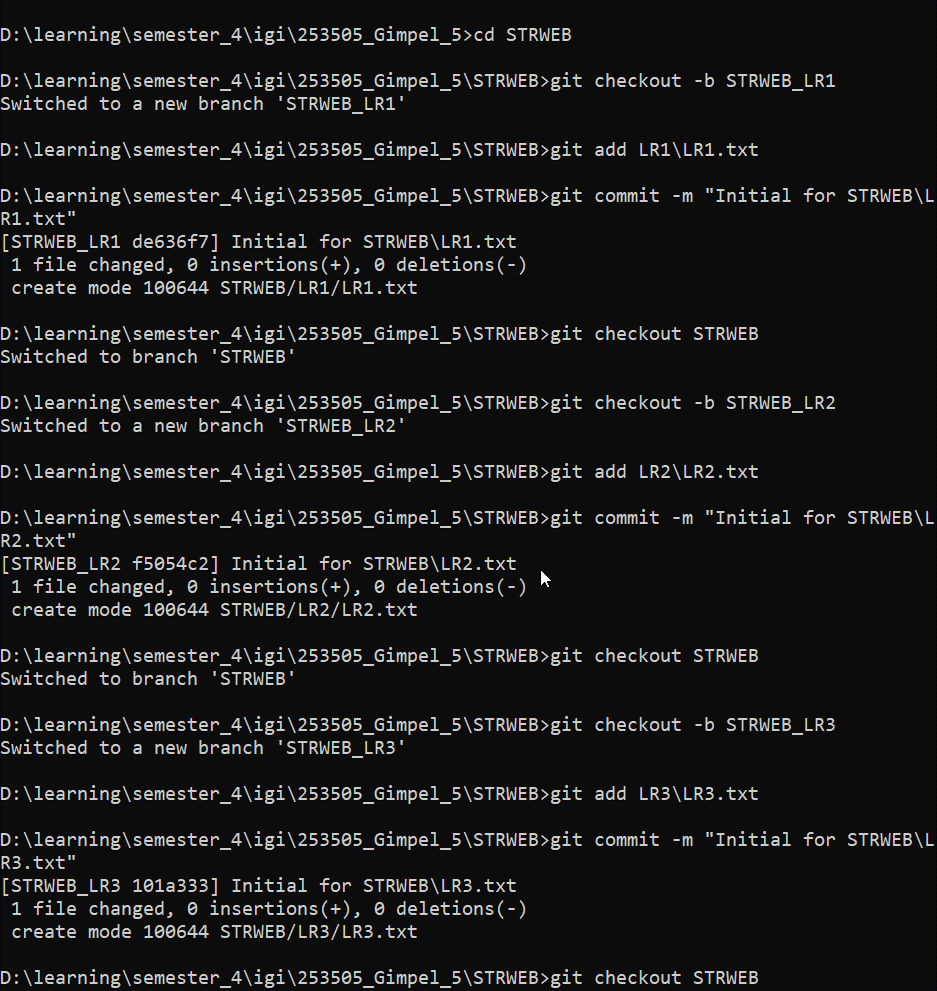 D:\learning\semester_4\igi\253505_Gimpel_5>cd STRWEB
D:\learning\semester_4\igi\253505_Gimpel_5\STRWEB>git checkout -b STRWEB_LR1
Switched to a new branch 'STRWEB_LR1'
D:\learning\semester_4\igi\253505_Gimpel_5\STRWEB>git add LR1\LR1.txt
D:\learning\semester_4\igi\253505_Gimpel_5\STRWEB>git commit -m "Initial for STRWEB\L
R1.txt"
[STRWEB_LR1 de636f7] Initial for STRWEB\LR1.txt
 1 file changed, 0 insertions(+), 0 deletions(-)
 create mode 100644 STRWEB/LR1/LR1.txt
D:\learning\semester_4\igi\253505_Gimpel_5\STRWEB>git checkout STRWEB
Switched to branch 'STRWEB'
D:\learning\semester_4\igi\253505_Gimpel_5\STRWEB>git checkout -b STRWEB_LR2
Switched to a new branch 'STRWEB_LR2'
D:\learning\semester_4\igi\253505_Gimpel_5\STRWEB>git add LR2\LR2.txt
D:\learning\semester_4\igi\253505_Gimpel_5\STRWEB>git commit -m "Initial for STRWEB\L
R2.txt"
[STRWEB_LR2 f5054c2] Initial for STRWEB\LR2.txt
 1 file changed, 0 insertions(+), 0 deletions(-)
 create mode 100644 STRWEB/LR2/LR2.txt
D:\learning\semester_4\igi\253505_Gimpel_5\STRWEB>git checkout STRWEB
Switched to branch 'STRWEB'
D:\learning\semester_4\igi\253505_Gimpel_5\STRWEB>git checkout -b STRWEB_LR3
Switched to a new branch 'STRWEB_LR3'
D:\learning\semester_4\igi\253505_Gimpel_5\STRWEB>git add LR3\LR3.txt
D:\learning\semester_4\igi\253505_Gimpel_5\STRWEB>git commit -m "Initial for STRWEB\L
R3.txt"
[STRWEB_LR3 101a333] Initial for STRWEB\LR3.txt
 1 file changed, 0 insertions(+), 0 deletions(-)
 create mode 100644 STRWEB/LR3/LR3.txt
D:\learning\semester_4\igi\253505_Gimpel_5\STRWEB>git checkout STRWEB